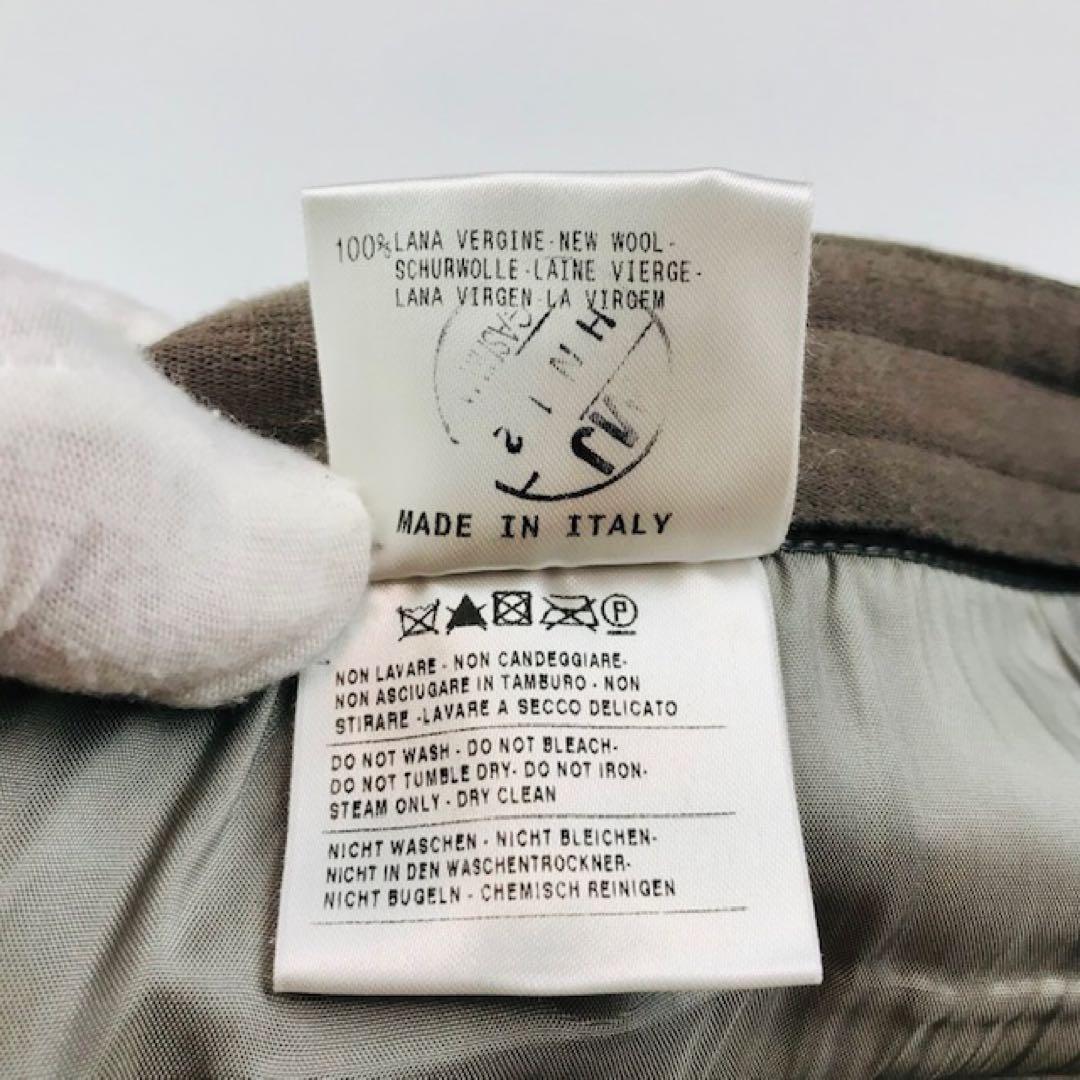 100% LANA VERGINE-NEW WOOL-
SCHURWOLLE-LAINE VIERGE-
LANA VIRGEN-LA VIRGEM
H N 1 2
MADE IN ITALY
P
NON LAVARE - NON CANDEGGIARE-
NON ASCIUGARE IN TAMBURO - NON
STIRARE -LAVARE A SECCO DELICATO
DO NOT WASH - DO NOT BLEACH-
DO NOT TUMBLE DRY- DO NOT IRON-
STEAM ONLY - DRY CLEAN
NICHT WASCHEN - NICHT BLEICHEN-
NICHT IN DEN WASCHENTROCKNER-
NICHT BUGELN - CHEMISCH REINIGEN